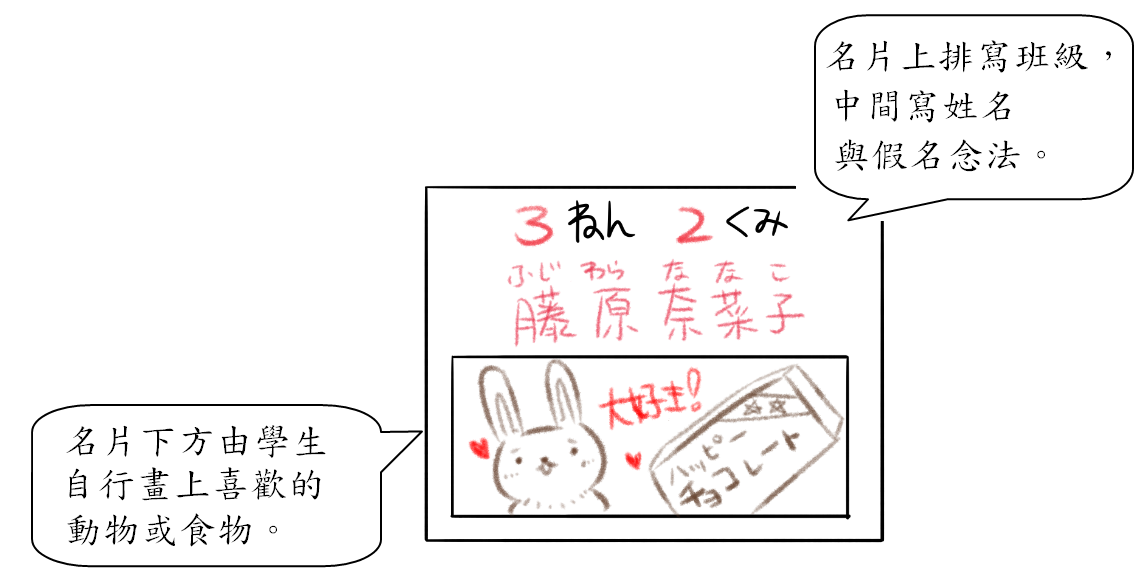 名片上排寫班級，
中間寫姓名
與假名念法。
3ねん 2くみ
ふじ わら な な こ
藤原奈菜子
大好き!
ハッピー
チョコレート
名片下方由學生
自行畫上喜歡的
動物或食物。